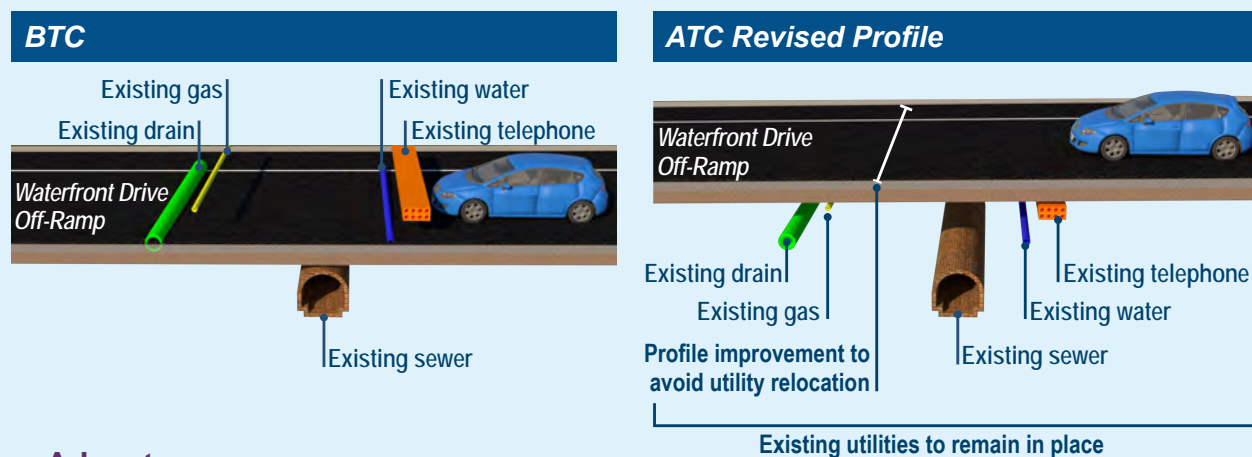 BTC
Existing gas
Existing water
Existing drain
Existing telephone
Waterfront Drive
Off-Ramp
Existing sewer
ATC Revised Profile
Waterfront Drive
Off-Ramp
Existing drain
Existing telephone
Existing gas
Existing water
Profile improvement to
avoid utility relocation
Existing sewer
Existing utilities to remain in place